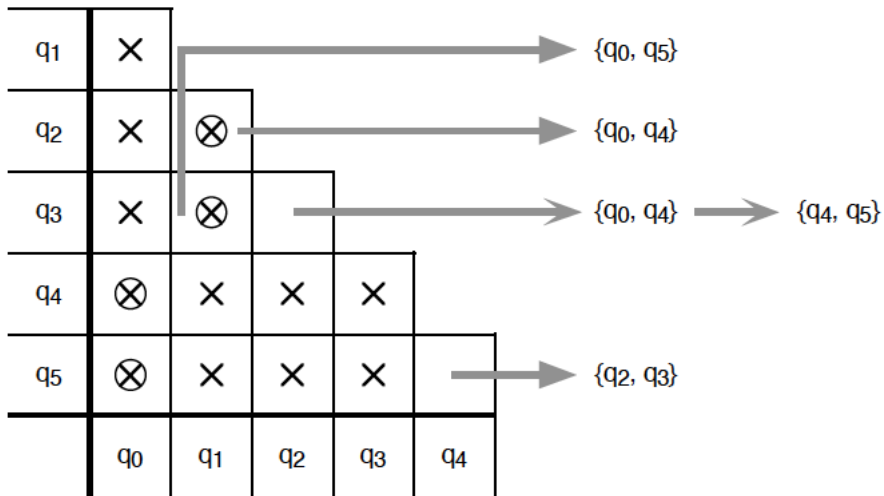 q1 × {q0, q5}
q2 × ⊗ {q0, q4}
q3 × ⊗ {q0, q4} {q4, q5}
q4 ⊗ × × ×
q5 ⊗ × × × {q2, q3}
q0 q1 q2 q3 q4